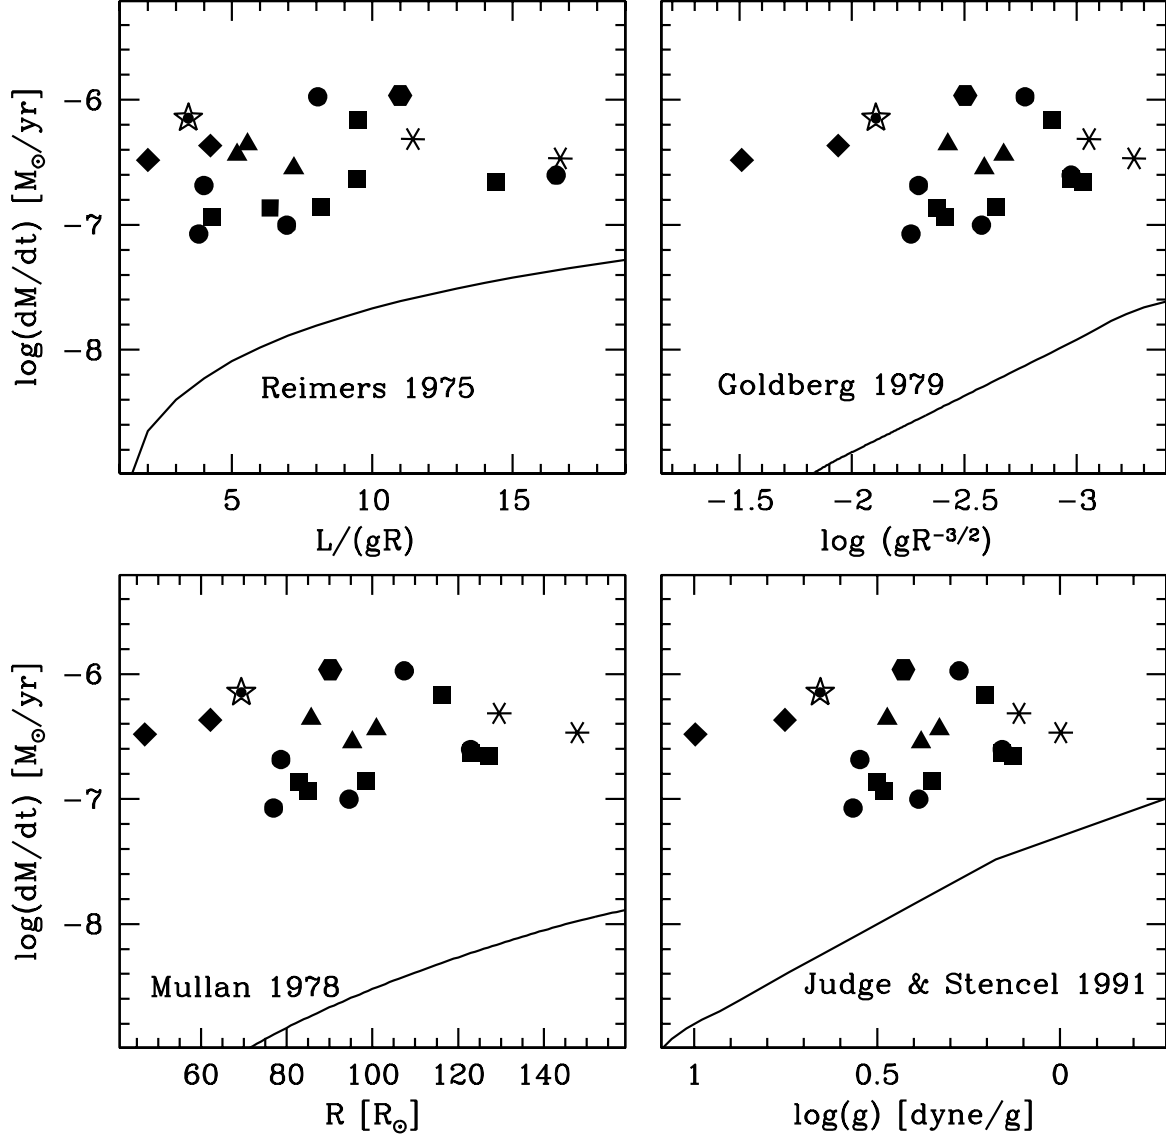 log(dM/dt) [M⊙/yr]
−6
−7
−8
Reimers 1975
5 10 15
L/(gR)
Goldberg 1979
−1.5 −2 −2.5 −3
log (gR⁻³/²)
log(dM/dt) [M⊙/yr]
−6
−7
−8
Mullan 1978
60 80 100 120 140
R [R⊙]
Judge & Stencel 1991
1 0.5 0
log(g) [dyne/g]